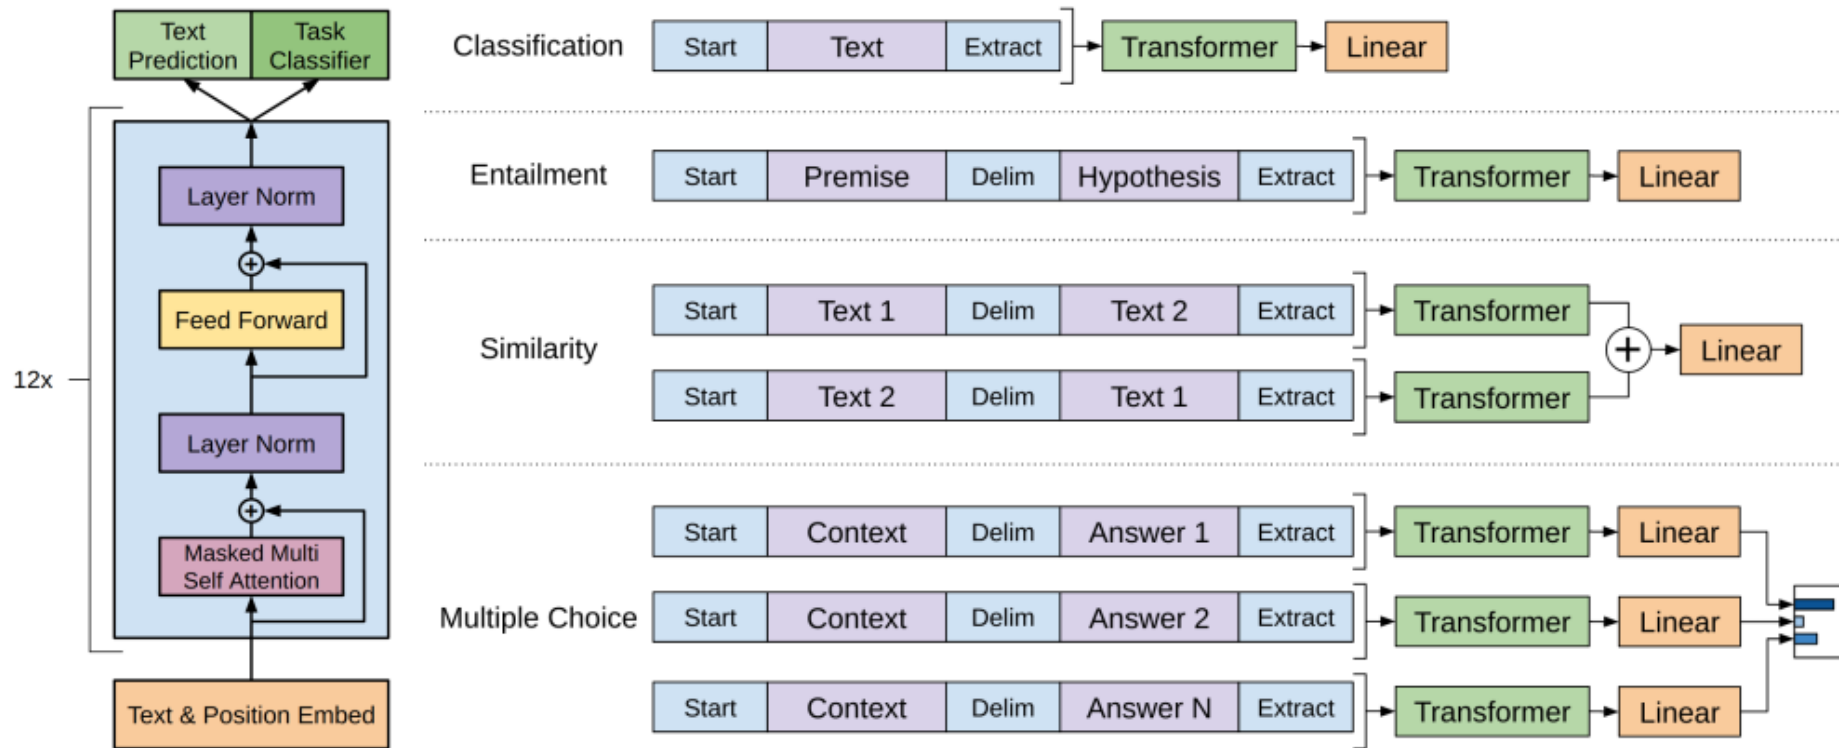 Text
Prediction
Task
Classifier
12x
Layer Norm
+
Feed Forward
Layer Norm
+
Masked Multi
Self Attention
Text & Position Embed
Classification
Start Text Extract Transformer Linear
Entailment
Start Premise Delim Hypothesis Extract Transformer Linear
Similarity
Start Text 1 Delim Text 2 Extract Transformer
+ Linear
Start Text 2 Delim Text 1 Extract Transformer
Multiple Choice
Start Context Delim Answer 1 Extract Transformer Linear
Start Context Delim Answer 2 Extract Transformer Linear
Start Context Delim Answer N Extract Transformer Linear